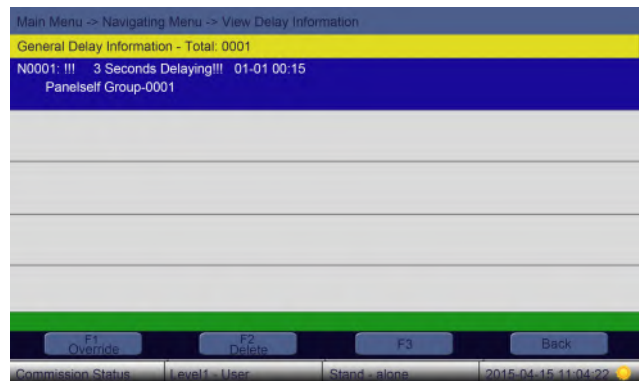 Main Menu -> Navigating Menu -> View Delay Information
General Delay Information - Total: 0001
N0001: !!! 3 Seconds Delaying!!! 01-01 00:15
Panelself Group-0001
F1 Override
F2 Delete
F3
Back
Commission Status
Level1 - User
Stand - alone
2015-04-15 11:04:22